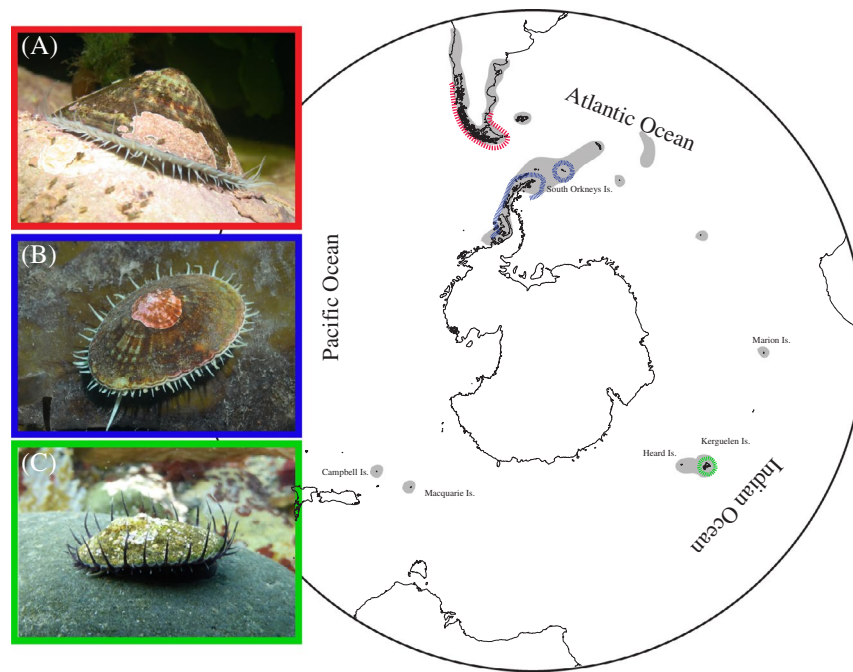 (A)
Atlantic Ocean
South Orkneys Is.
(B)
Pacific Ocean
Marion Is.
(C)
Kerguelen Is.
Heard Is.
Campbell Is.
Macquarie Is.
Indian Ocean